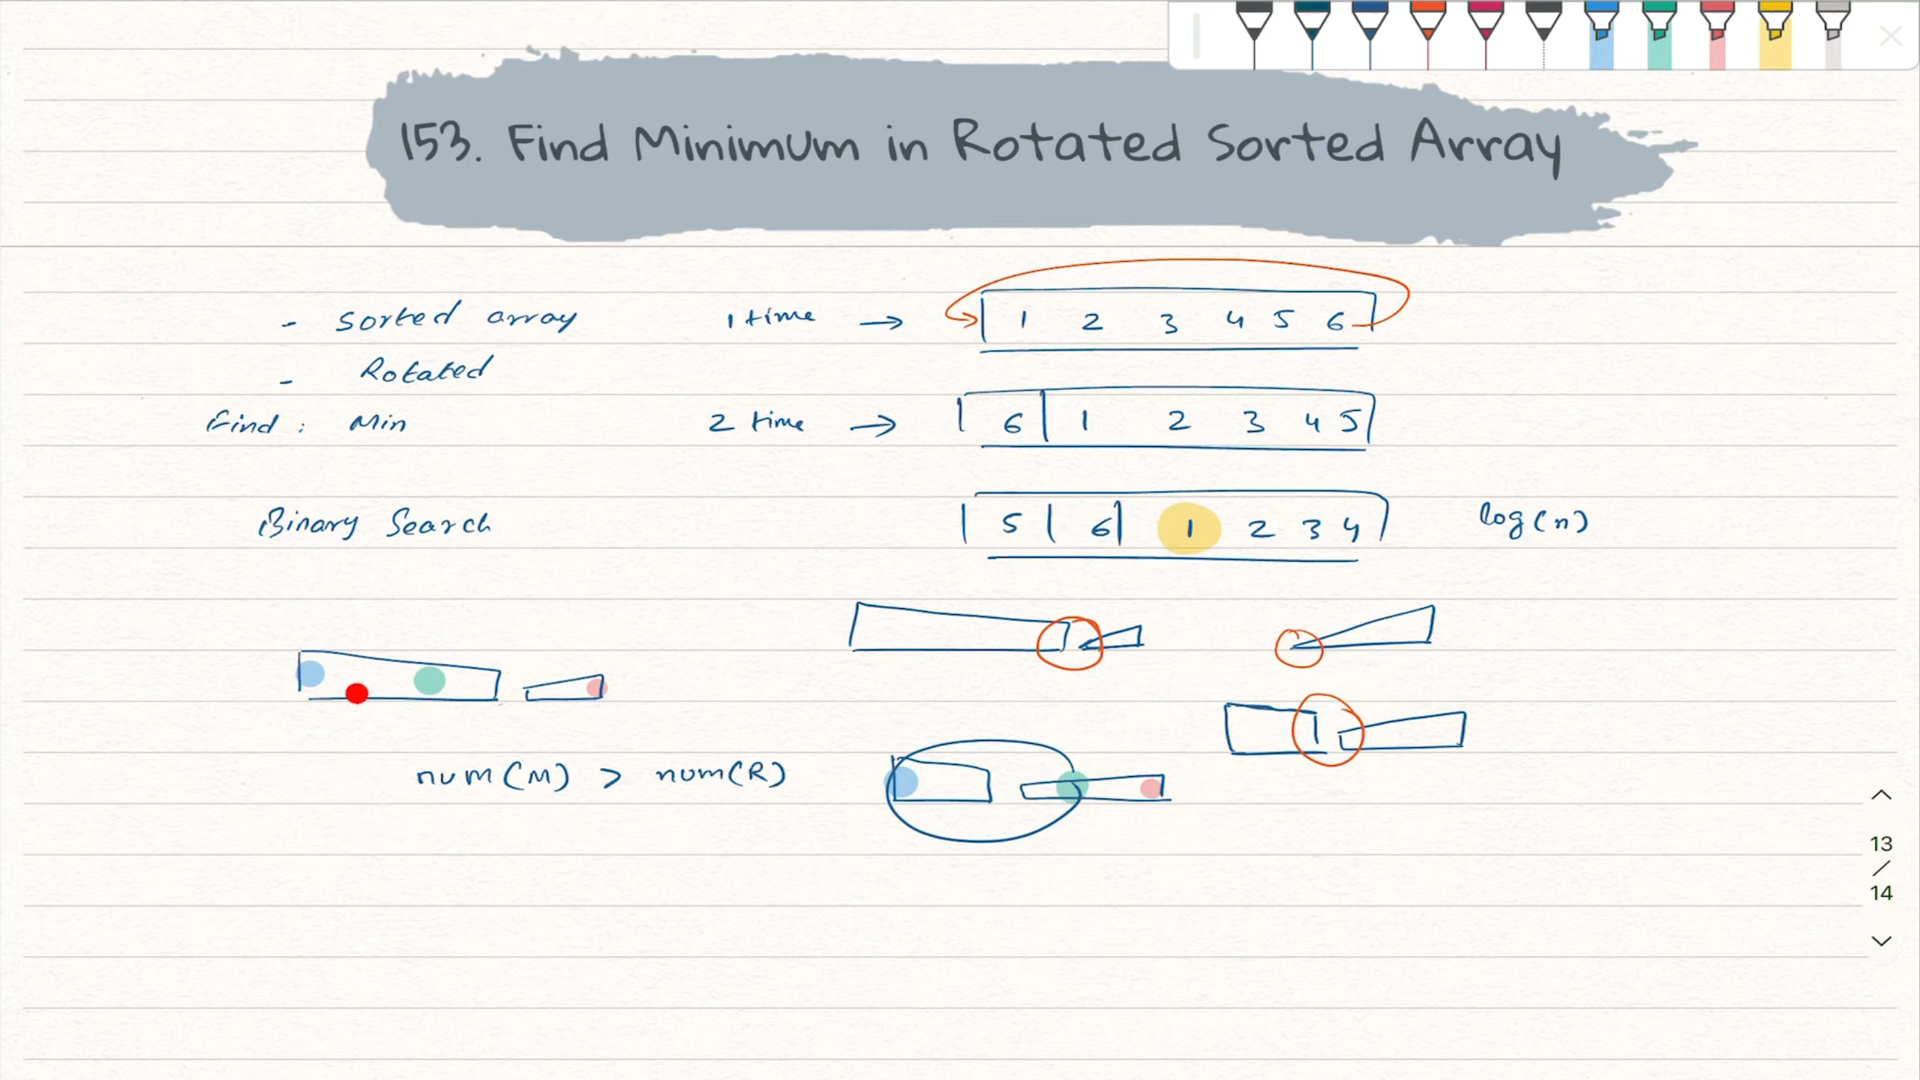 153. Find Minimum in Rotated Sorted Array
- Sorted array
- Rotated
Find : Min
Binary Search
1 time → 1 2 3 4 5 6
2 time → 6 1 2 3 4 5
5 6 1 2 3 4
log(n)
num(M) > num(R)
13
/
14